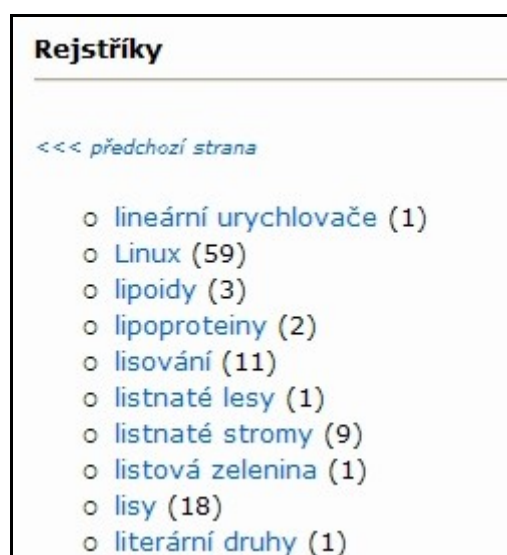 Rejstříky
<<< předchozí strana
o lineární urychlovače (1)
o Linux (59)
o lipoidy (3)
o lipoproteiny (2)
o lisování (11)
o listnaté lesy (1)
o listnaté stromy (9)
o listová zelenina (1)
o lisy (18)
o literární druhy (1)